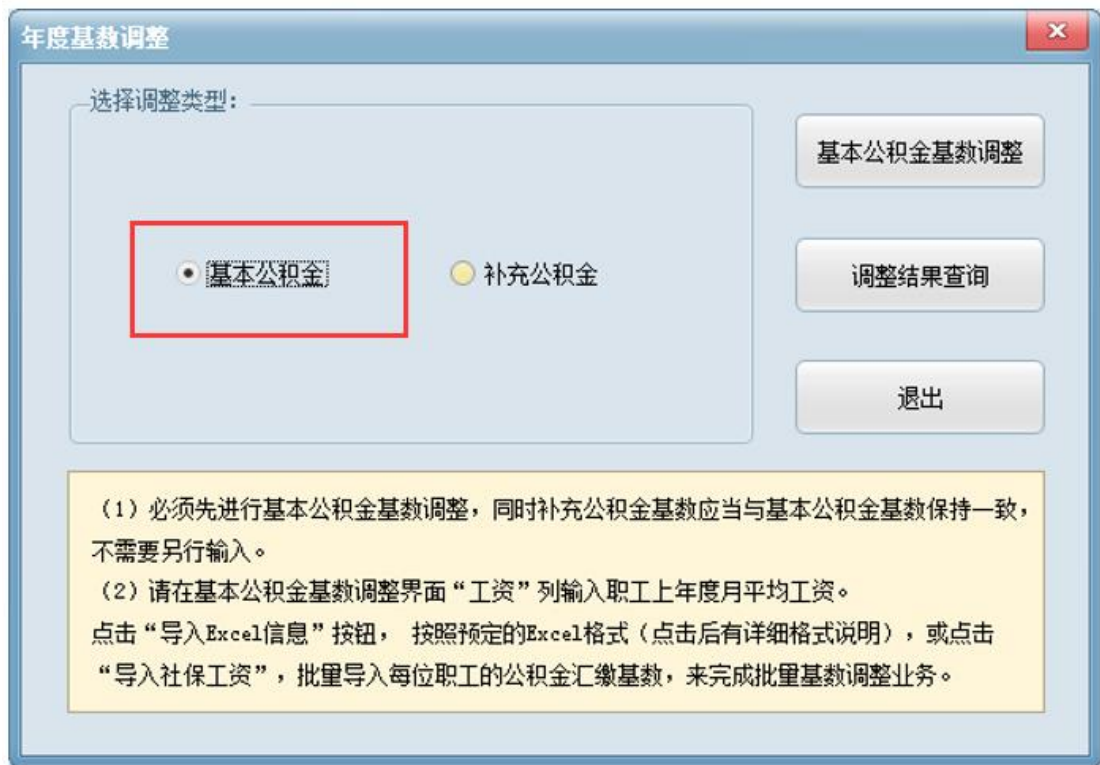 年度基数调整
选择调整类型：
基本公积金基数调整
基本公积金
补充公积金
调整结果查询
退出
（1）必须先进行基本公积金基数调整，同时补充公积金基数应当与基本公积金基数保持一致，
不需要另行输入。
（2）请在基本公积金基数调整界面“工资”列输入职工上年度月平均工资。
点击“导入Excel信息”按钮， 按照预定的Excel格式（点击后有详细格式说明），或点击
“导入社保工资”，批量导入每位职工的公积金汇缴基数，来完成批量基数调整业务。